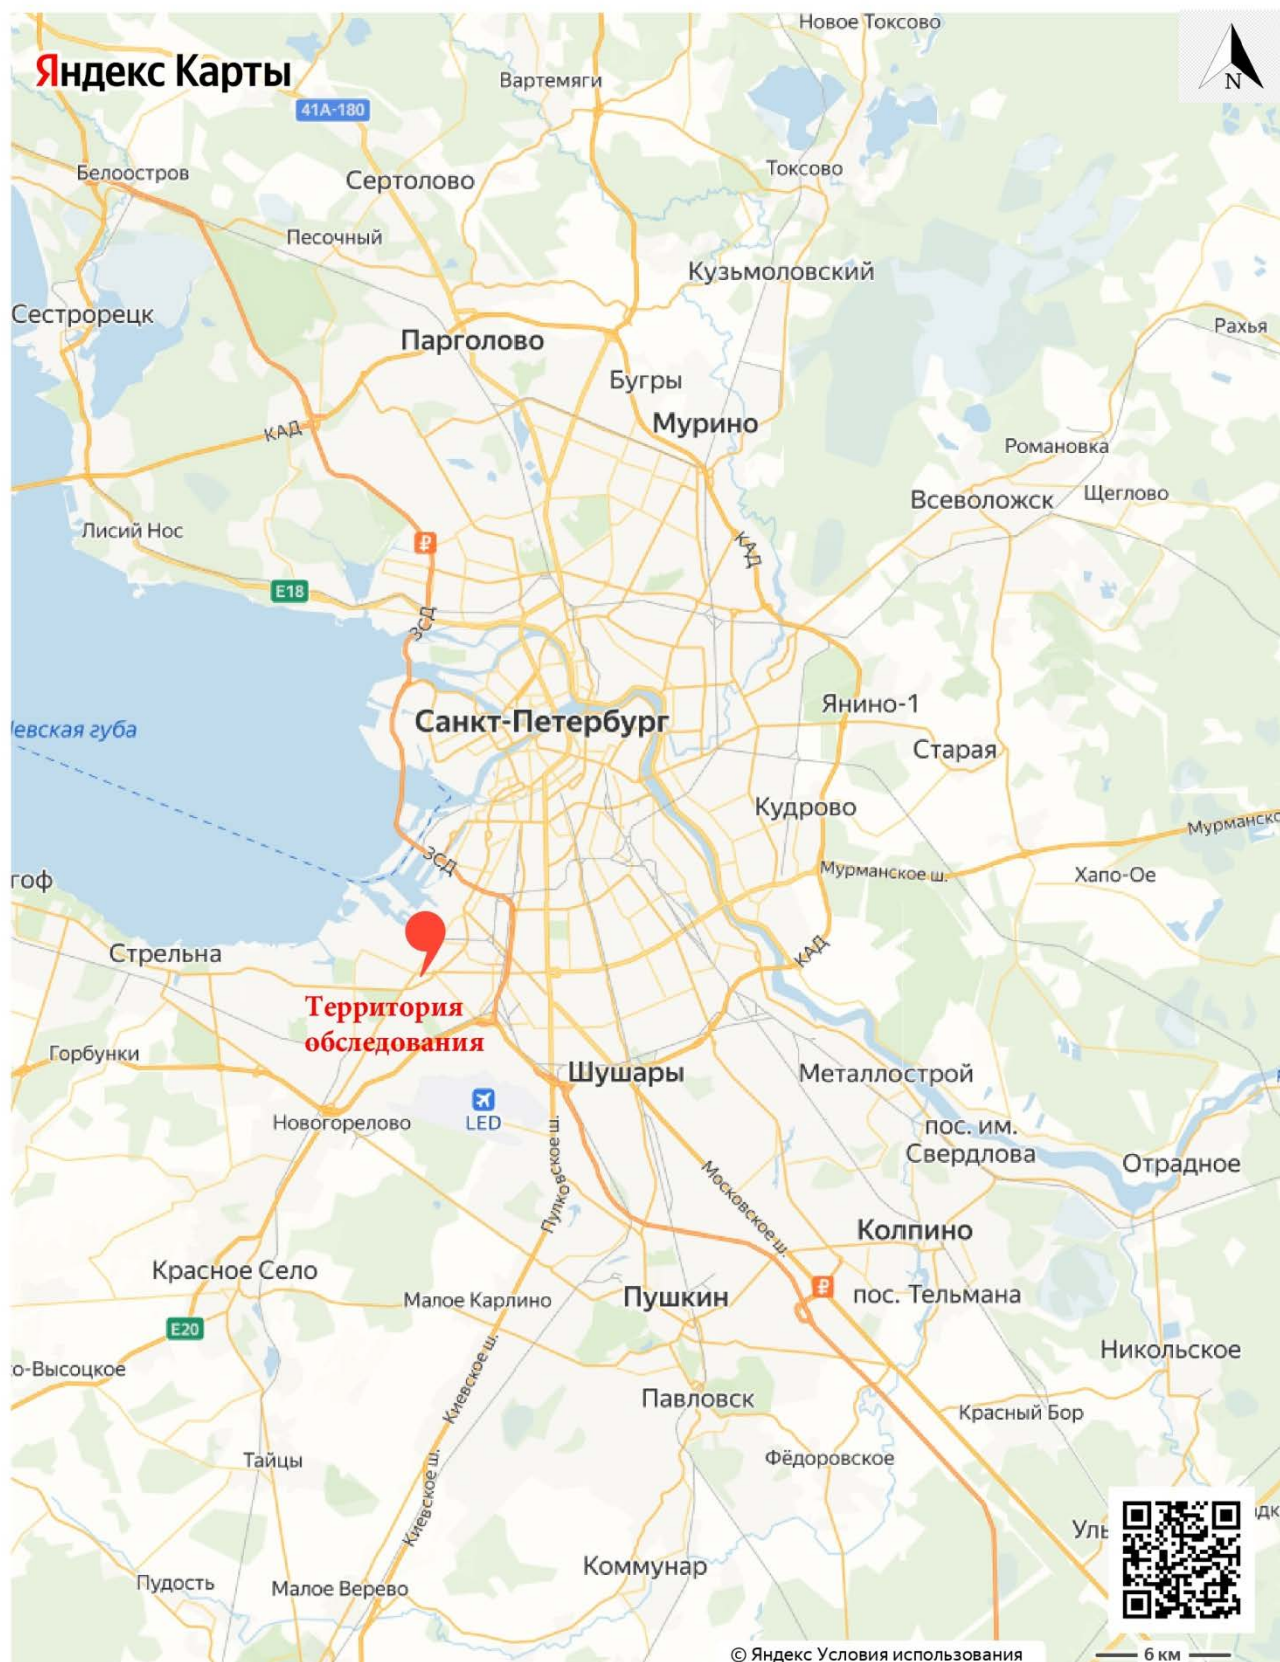 Новое Токсово
Яндекс Карты
N
Вартемяги
41А-180
Токсово
Белоостров
Сертолово
Песочный
Кузьмоловский
Сестрорецк
Рахья
Парголово
Бугры
Мурино
КАД
Романовка
Всеволожск
Щеглово
Лисий Нос
₽
КАД
E18
ЗСД
Янино-1
Санкт-Петербург
евская губа
Старая
Кудрово
Мурманско
ЗСД
Мурманское ш.
Хапо-Ое
гоф
Стрельна
КАД
Территория
обследования
Горбунки
Шушары
Металлострой
LED
Новогорелово
пос. им.
Свердлова
Отрадное
Пулковское ш.
Московское ш.
Колпино
Красное Село
Малое Карлино
Пушкин
₽
пос. Тельмана
E20
Никольское
о-Высоцкое
Киевское ш.
Павловск
Красный Бор
Тайцы
Фёдоровское
Киевское ш.
Уль
адк
Коммунар
Пудость
Малое Верево
© Яндекс Условия использования
6 км